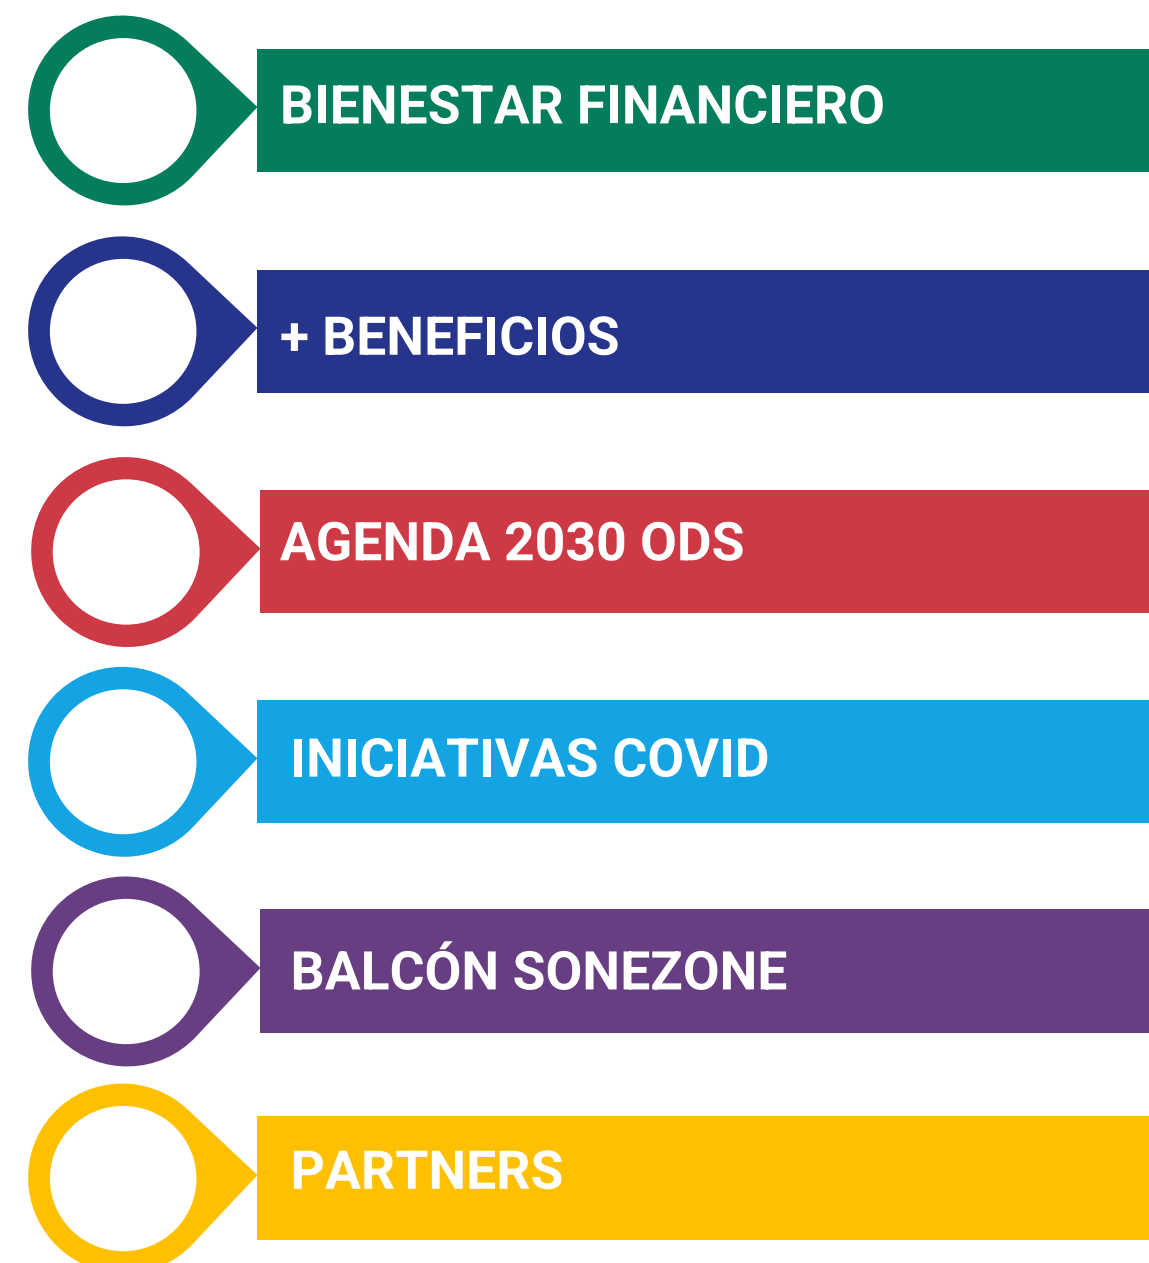 BIENESTAR FINANCIERO
+ BENEFICIOS
AGENDA 2030 ODS
INICIATIVAS COVID
BALCÓN SONEZONE
PARTNERS